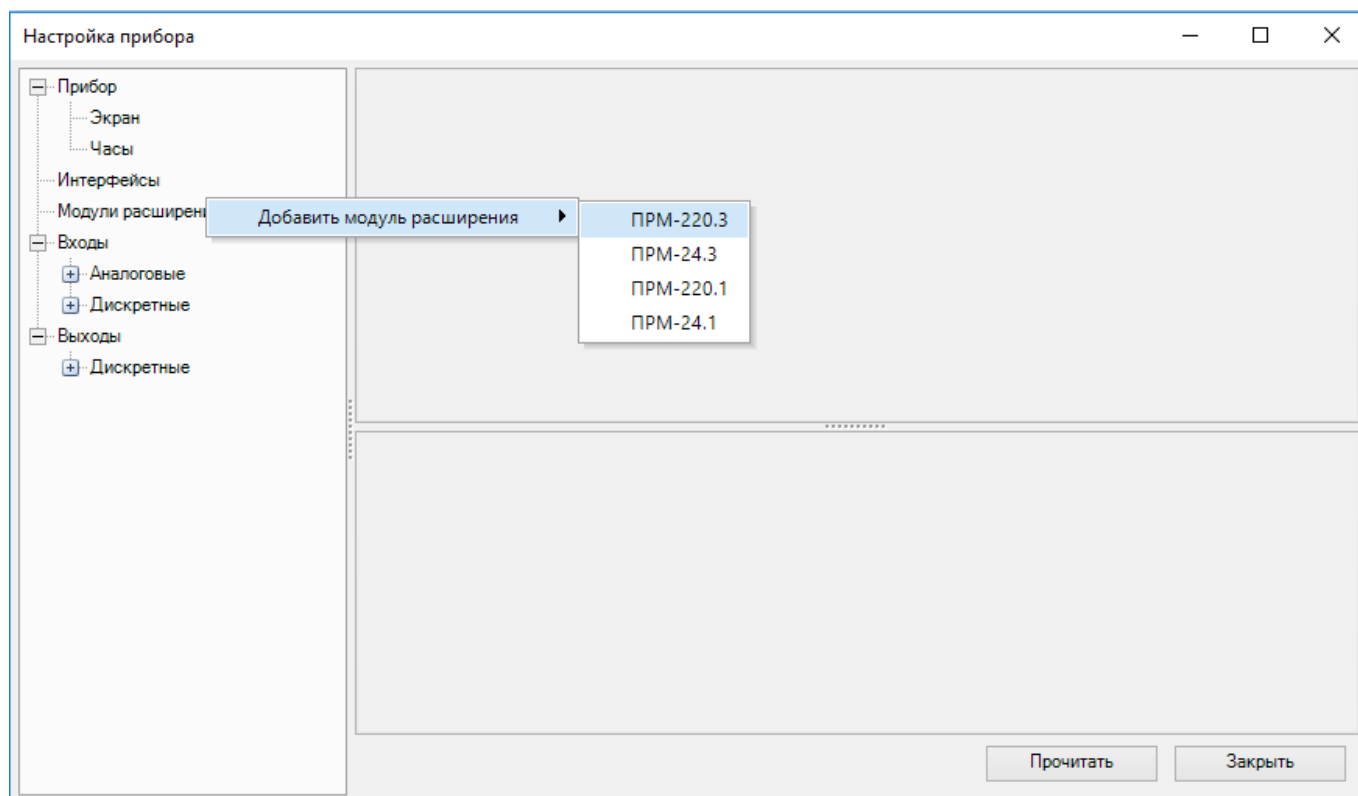 Настройка прибора
Прибор
Экран
Часы
Интерфейсы
Модули
Добавить модуль расширения
ПРМ-220.3
ПРМ-24.3
ПРМ-220.1
ПРМ-24.1
Входы
Аналоговые
Дискретные
Выходы
Дискретные
Прочитать
Закрыть